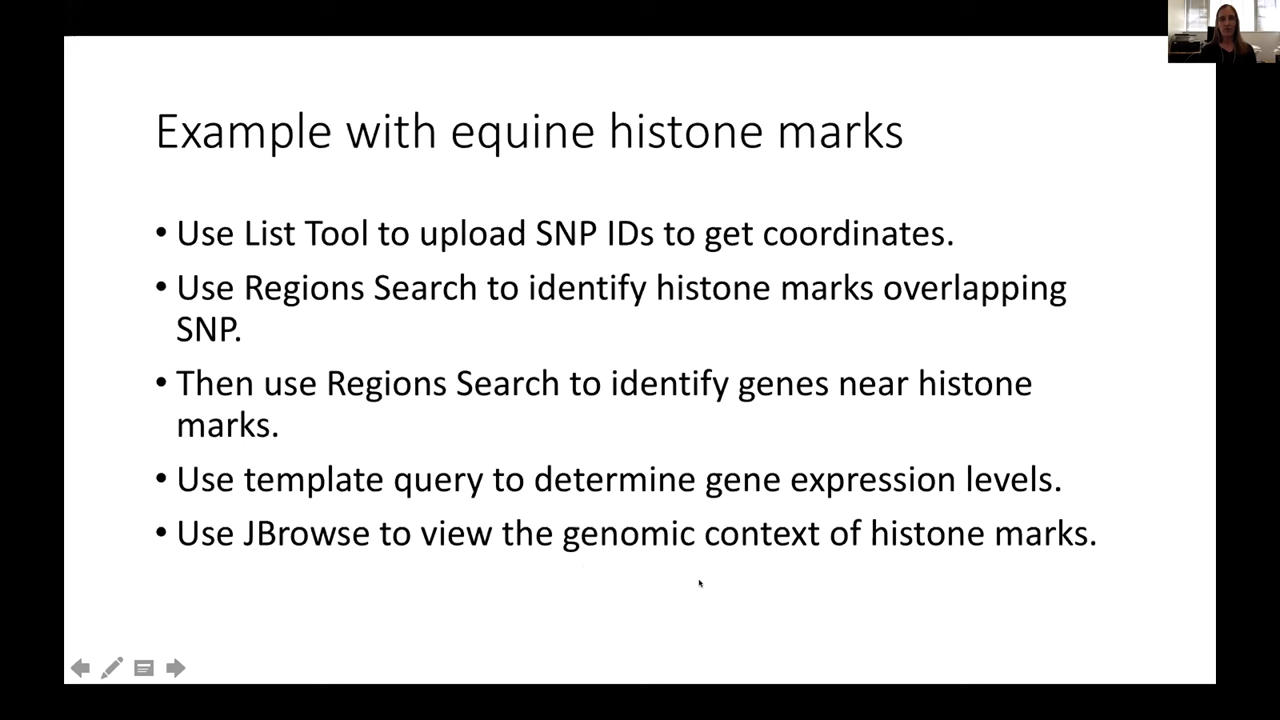 Example with equine histone marks
• Use List Tool to upload SNP IDs to get coordinates.
• Use Regions Search to identify histone marks overlapping
SNP.
• Then use Regions Search to identify genes near histone
marks.
• Use template query to determine gene expression levels.
• Use JBrowse to view the genomic context of histone marks.